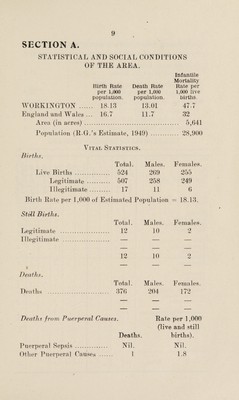 9
SECTION A.
STATISTICAL AND SOCIAL CONDITIONS
OF THE AREA.
Infantile
Mortality
Birth Rate Death Rate Rate per
per 1,000 per 1,000 1,000 live
population. population. births.
WORKINGTON ...... 18.13 13.01 47.7
England and Wales ... 16.7 11.7 32
Area (in acres) ........................................ 5,641
Population (R.G.'s Estimate, 1949) ............... 28,900
VITAL STATISTICS.
Births.
Total. Males. Females.
Live Births ............... 524 269 255
Legitimate .......... 507 258 249
Illegitimate .......... 17 11 6
Birth Rate per 1,000 of Estimated Population = 18.13.
Still Births.
Total. Males. Females.
Legitimate .................. 12 10 2
Illegitimate .................. — — —
12 10 2
Deaths.
Total. Males. Females.
Deaths ..................... 376 204 172
Deaths from Puerperal Causes. Rate per 1,000
(live and still
Deaths. births).
Puerperal Sepsis ............... Nil. Nil.
Other Puerperal Causes ...... 1 1.8